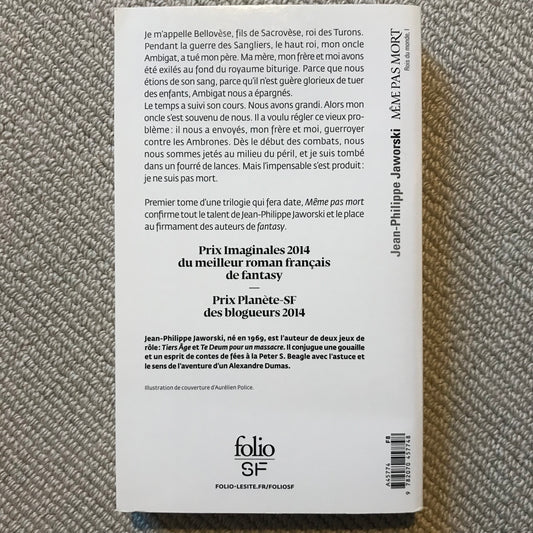 Je m'appelle Bellovèse, fils de Sacrovèse, roi des Turons.
Pendant la guerre des Sangliers, le haut roi, mon oncle
Ambigat, a tué mon père. Ma mère, mon frère et moi avons
été exilés au fond du royaume biturige. Parce que nous
étions de son sang, parce qu'il n'est guère glorieux de tuer
des enfants, Ambigat nous a épargnés.
Le temps a suivi son cours. Nous avons grandi. Alors mon
oncle s'est souvenu de nous. Il a voulu régler ce vieux pro-
blème : il nous a envoyés, mon frère et moi, guerroyer
contre les Ambrones. Dès le début des combats, nous
nous sommes jetés au milieu du péril, et je suis tombé
dans un fourré de lances. Mais l'impensable s'est produit :
je ne suis pas mort.
Premier tome d'une trilogie qui fera date, Même pas mort
confirme tout le talent de Jean-Philippe Jaworski et le place
au firmament des auteurs de fantasy.
Prix Imaginales 2014
du meilleur roman français
de fantasy
—
Prix Planète-SF
des blogueurs 2014
Jean-Philippe Jaworski, né en 1969, est l'auteur de deux jeux de
rôle : Tiers Âge et Te Deum pour un massacre. Il conjugue une gouaille
et un esprit de contes de fées à la Peter S. Beagle avec l'astuce et
le sens de l'aventure d'un Alexandre Dumas.
Illustration de couverture d'Aurélien Police.
folio
SF
FOLIO-LESITE.FR/FOLIOSF
Jean-Philippe Jaworski MÊME PAS MORT
Rois du monde, I
A45774 F8
9 782070 457748